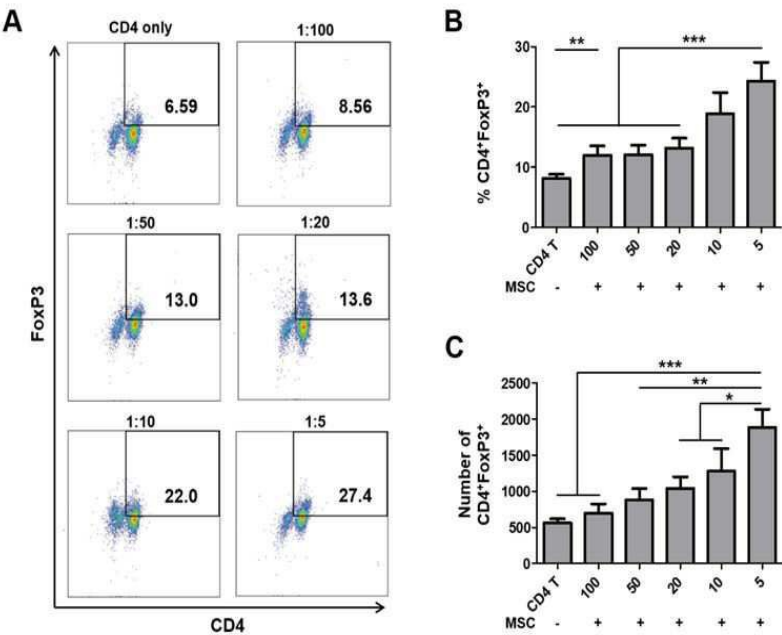 A
CD4 only
1:100
6.59
8.56
1:50
1:20
13.0
13.6
1:10
1:5
22.0
27.4
FoxP3
CD4
B
% CD4⁺FoxP3⁺
30
20
10
0
**
***
CD4 T
100
50
20
10
5
MSC - + + + + +
C
Number of
CD4⁺FoxP3⁺
2500
2000
1500
1000
500
0
***
**
*
CD4 T
100
50
20
10
5
MSC - + + + + +